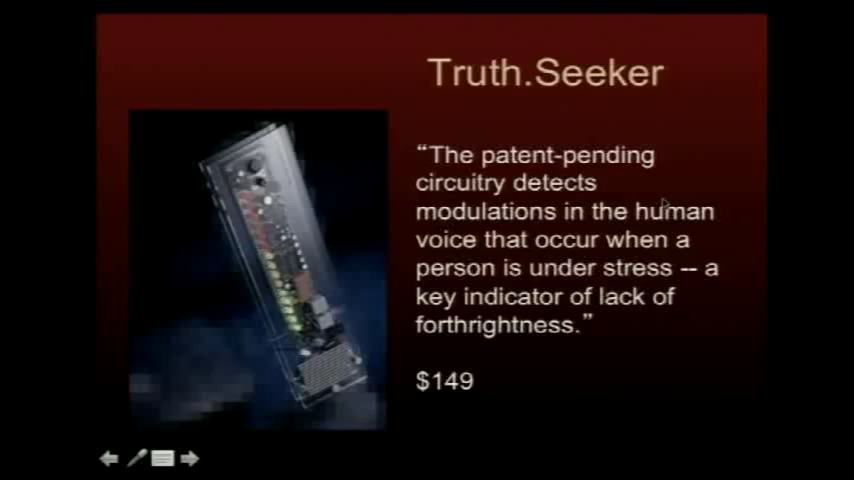 Truth.Seeker
“The patent-pending
circuitry detects
modulations in the human
voice that occur when a
person is under stress -- a
key indicator of lack of
forthrightness.”
$149